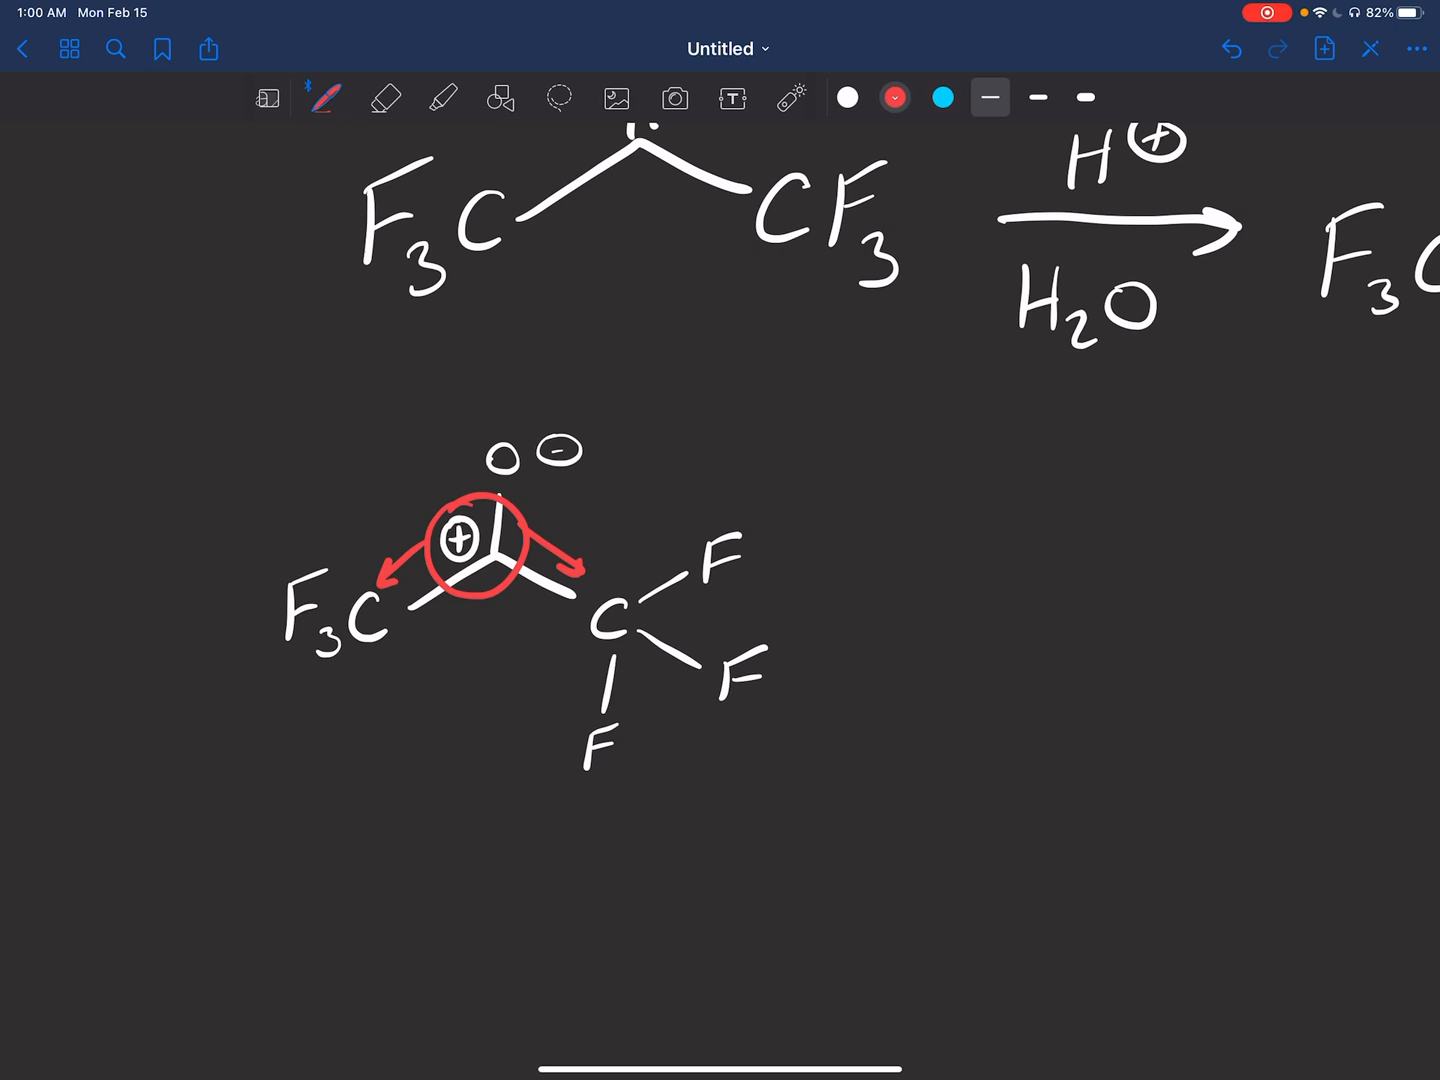 1:00 AM Mon Feb 15
82%
Untitled
T
H⊕
F₃C
CF₃
H₂O
F₃C
O⊖
⊕
F₃C
C
F
F
F